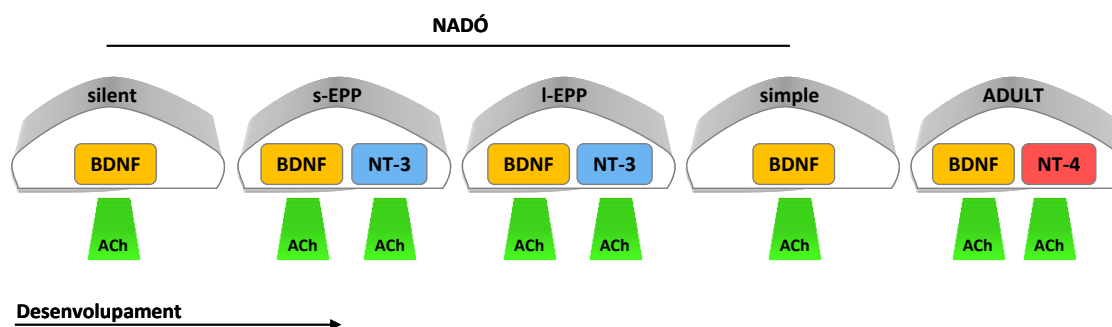 NADÓ
silent s-EPP l-EPP simple ADULT
BDNF BDNF NT-3 BDNF NT-3 BDNF BDNF NT-4
ACh ACh ACh ACh ACh ACh ACh ACh
Desenvolupament